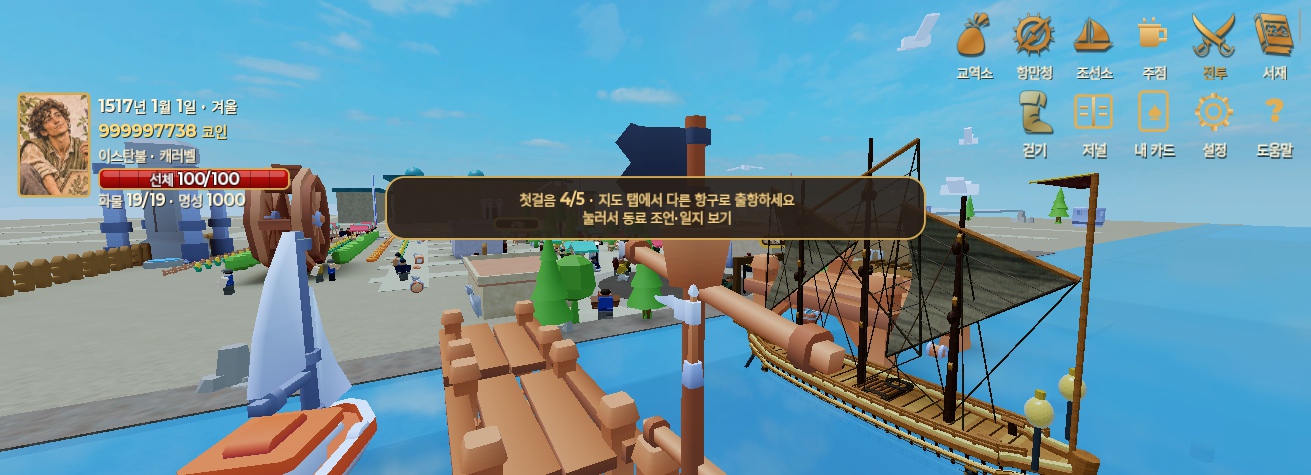 교역소 항만청 조선소 주점 전투 서재
걷기 저널 내 카드 설정 도움말
1517년 1월 1일 · 겨울
999997738 코인
이스탄불 · 캐러벨
선체 100/100
화물 19/19 · 명성 1000
첫걸음 4/5 · 지도 탭에서 다른 항구로 출항하세요
눌러서 동료 조언·일지 보기